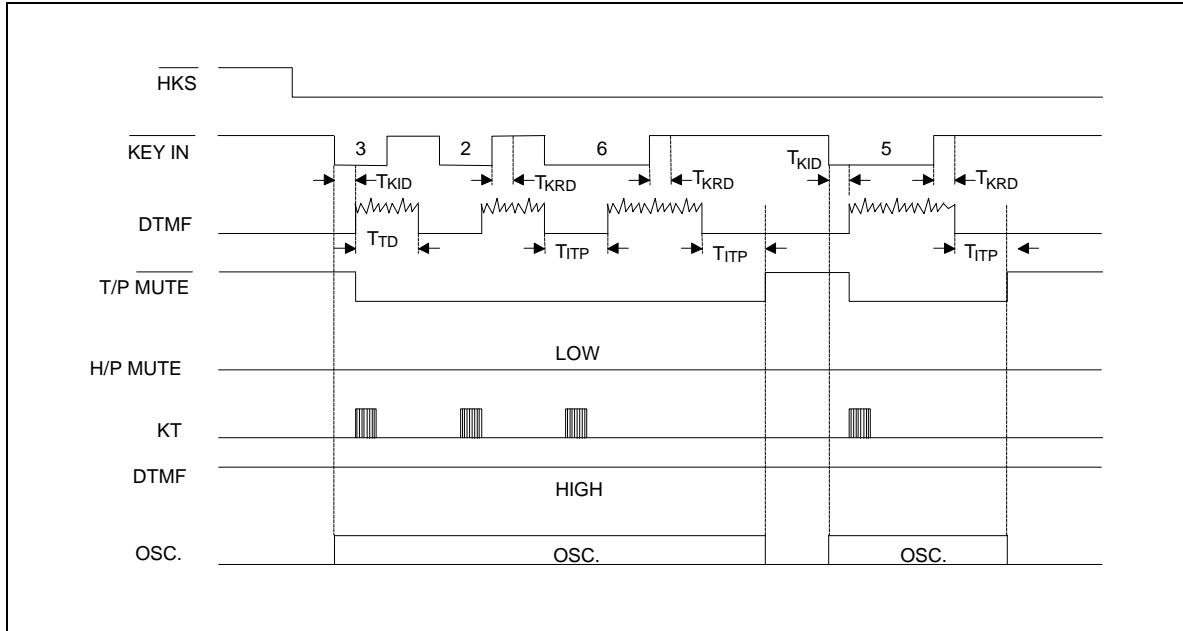 HKS
KEY IN
3
2
6
5
TKID
TKRD
TKRD
TKID
TKRD
DTMF
TTD
TITP
TITP
TITP
T/P MUTE
LOW
H/P MUTE
KT
DTMF
HIGH
OSC.
OSC.
OSC.